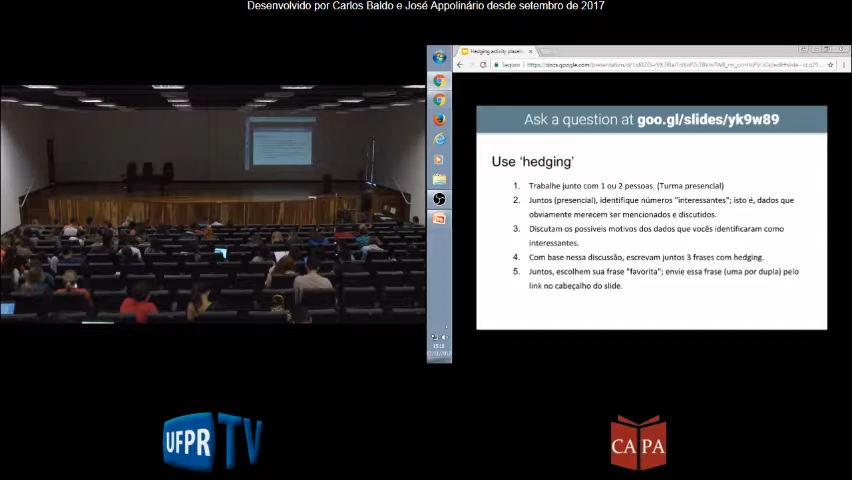 Desenvolvido por Carlos Baldo e José Appolinário desde setembro de 2017
Hedging activity
Seguro
Ask a question at goo.gl/slides/yk9w89
Use ‘hedging’
1. Trabalhe junto com 1 ou 2 pessoas. (Turma presencial)
2. Juntos (presencial), identifique números "interessantes"; isto é, dados que
obviamente merecem ser mencionados e discutidos.
3. Discutam os possíveis motivos dos dados que vocês identificaram como
interessantes.
4. Com base nessa discussão, escrevam juntos 3 frases com hedging.
5. Juntos, escolhem sua frase "favorita"; envie essa frase (uma por dupla) pelo
link no cabeçalho do slide.
UFPR TV
CAPA